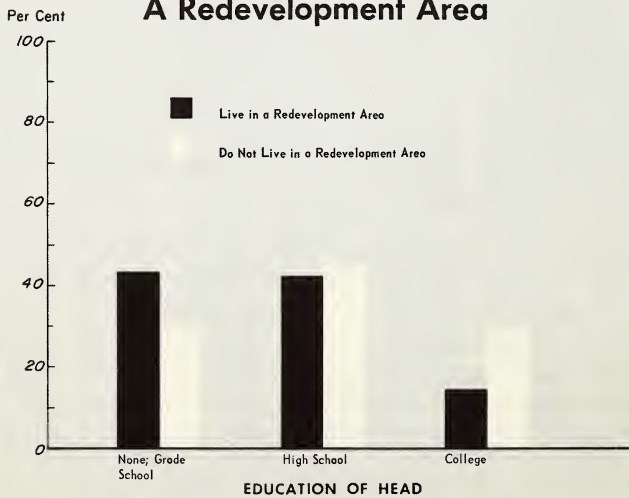 A Redevelopment Area
Per Cent
100
80
60
40
20
0
Live in a Redevelopment Area
Do Not Live in a Redevelopment Area
None; Grade
School
High School
College
EDUCATION OF HEAD